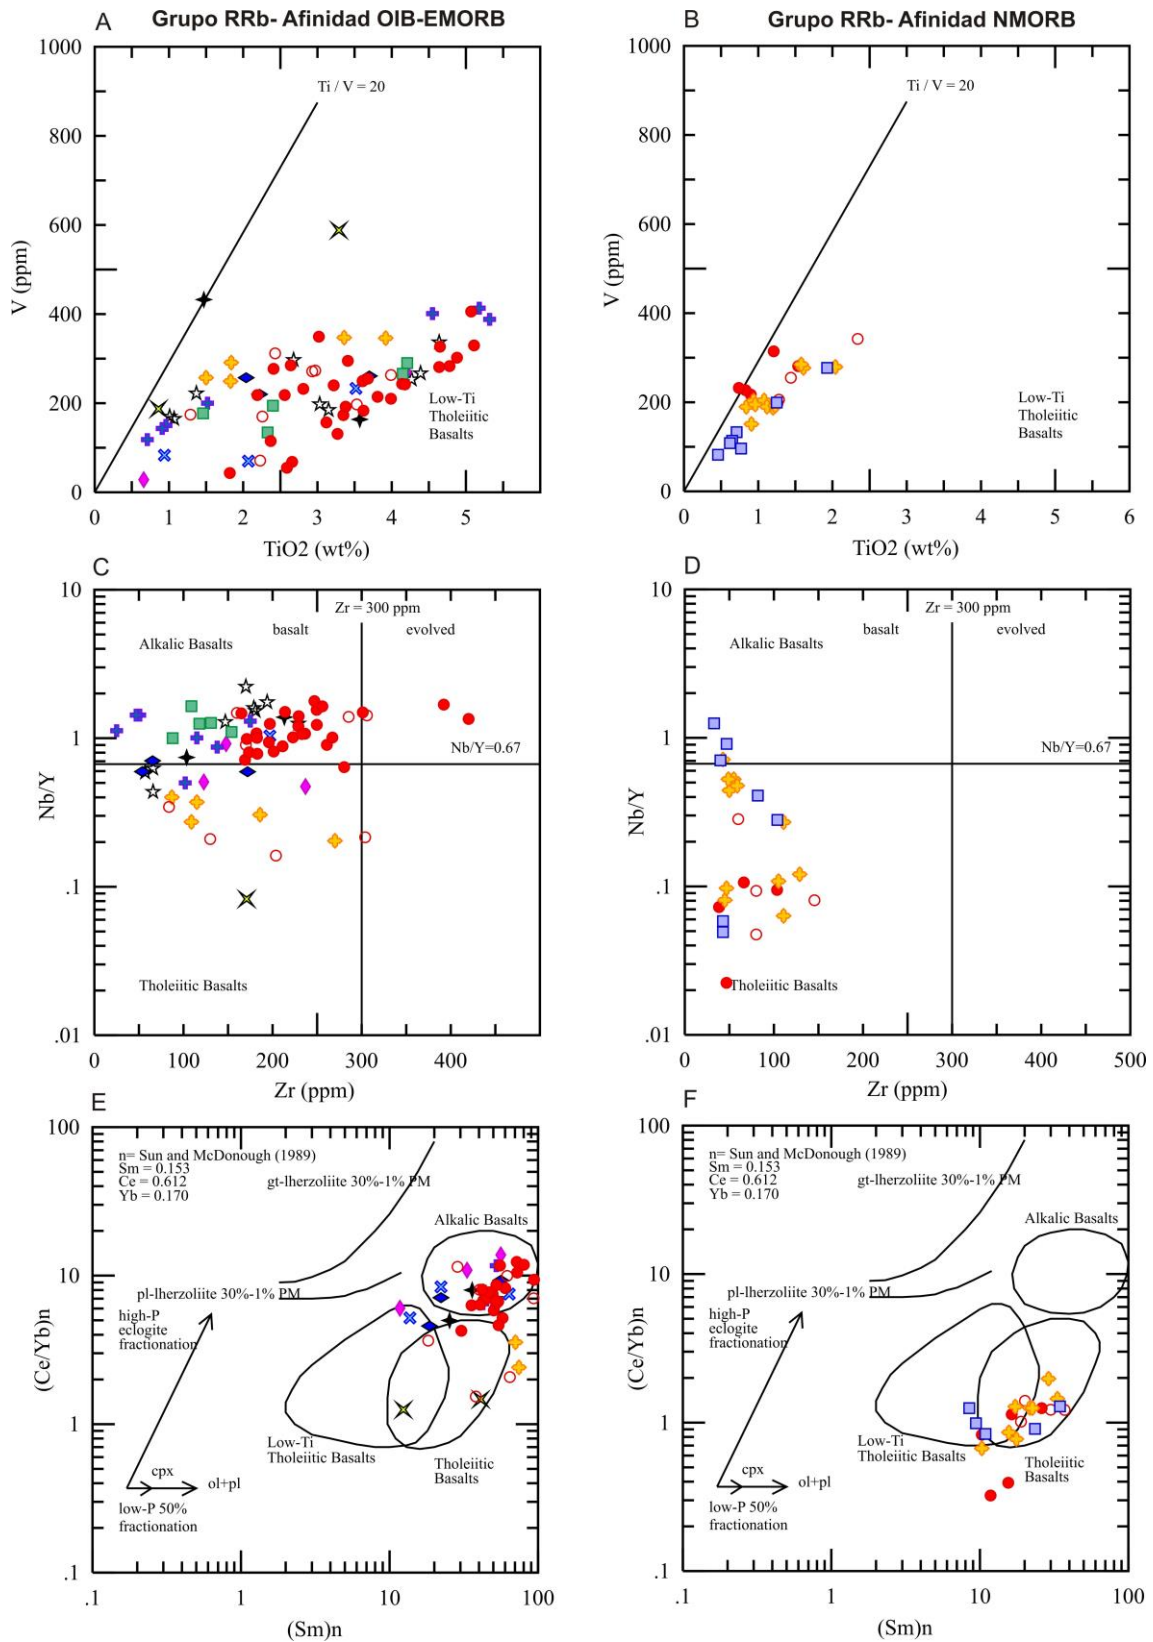 A
Grupo RRb- Afinidad OIB-EMORB
1000
800
600
400
200
0
V (ppm)
Ti / V = 20
Low-Ti
Tholeiitic
Basalts
0 1 2 3 4 5
TiO2 (wt%)
B
Grupo RRb- Afinidad NMORB
1000
800
600
400
200
0
V (ppm)
Ti / V = 20
Low-Ti
Tholeiitic
Basalts
0 1 2 3 4 5 6
TiO2 (wt%)
C
10
1
.1
.01
Nb/Y
Zr = 300 ppm
basalt evolved
Alkalic Basalts
Nb/Y=0.67
Tholeiitic Basalts
0 100 200 300 400
Zr (ppm)
D
10
1
.1
.01
Nb/Y
Zr = 300 ppm
basalt evolved
Alkalic Basalts
Nb/Y=0.67
Tholeiitic Basalts
0 100 200 300 400 500
Zr (ppm)
E
100
10
1
.1
(Ce/Yb)n
n= Sun and McDonough (1989)
Sm = 0.153
Ce = 0.612
Yb = 0.170
gt-lherzoliite 30%-1% PM
Alkalic Basalts
pl-lherzoliite 30%-1% PM
high-P
eclogite
fractionation
Low-Ti
Tholeiitic Basalts
Tholeiitic
Basalts
cpx
ol+pl
low-P 50%
fractionation
.1 1 10 100
(Sm)n
F
100
10
1
.1
(Ce/Yb)n
n= Sun and McDonough (1989)
Sm = 0.153
Ce = 0.612
Yb = 0.170
gt-lherzoliite 30%-1% PM
Alkalic Basalts
pl-lherzoliite 30%-1% PM
high-P
eclogite
fractionation
Low-Ti
Tholeiitic Basalts
Tholeiitic
Basalts
cpx
ol+pl
low-P 50%
fractionation
.1 1 10 100
(Sm)n